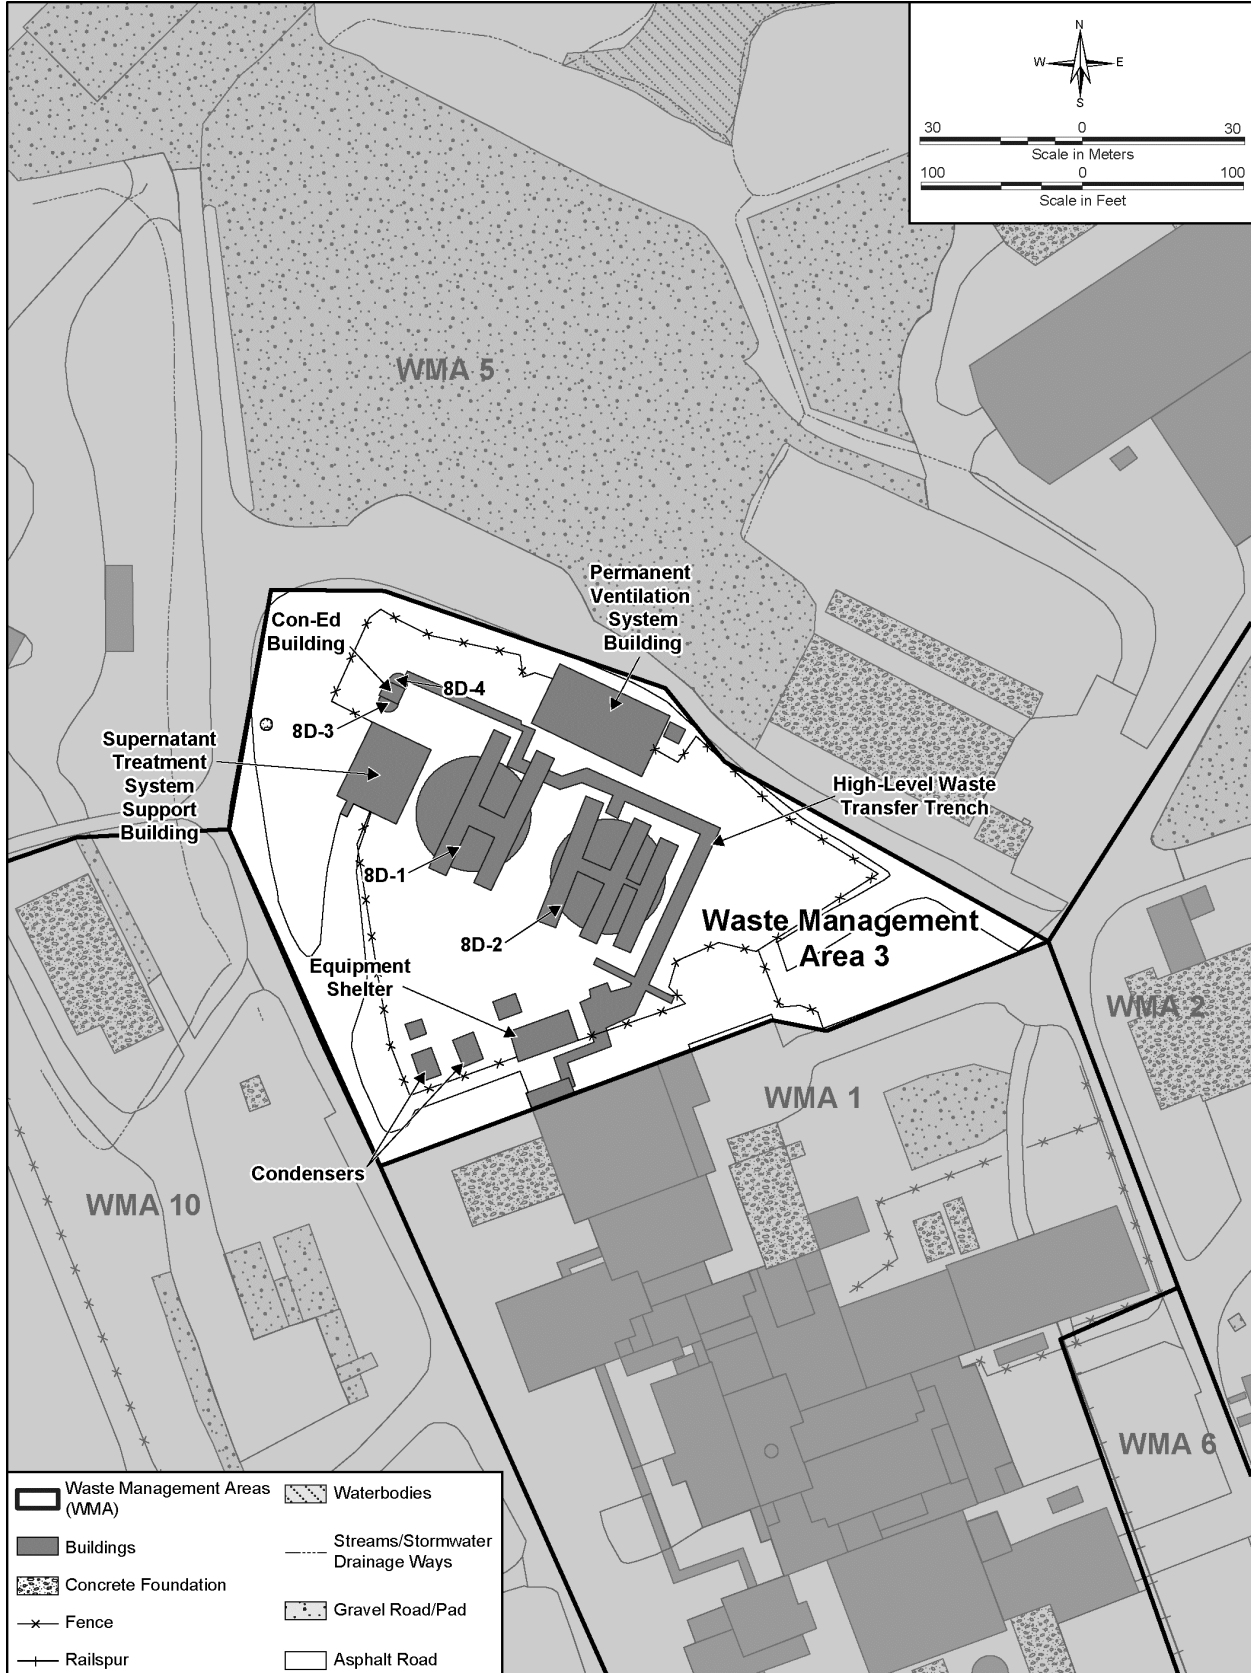 N
W E
S
30 0 30
Scale in Meters
100 0 100
Scale in Feet
WMA 5
Permanent
Ventilation
System
Building
Con-Ed
Building
8D-4
8D-3
Supernatant
Treatment
System
Support
Building
High-Level Waste
Transfer Trench
8D-1
8D-2
Waste Management
Area 3
Equipment
Shelter
WMA 2
WMA 1
Condensers
WMA 10
WMA 6
Waste Management Areas
(WMA)
Buildings
Concrete Foundation
Fence
Railspur
Waterbodies
Streams/Stormwater
Drainage Ways
Gravel Road/Pad
Asphalt Road